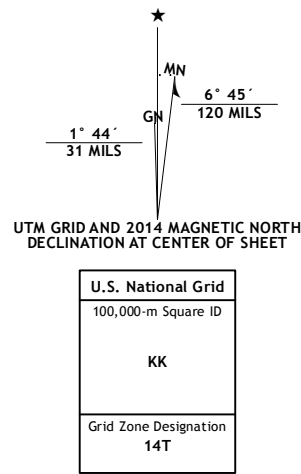 ★
MN
GN
6° 45´
120 MILS
1° 44´
31 MILS
UTM GRID AND 2014 MAGNETIC NORTH
DECLINATION AT CENTER OF SHEET
U.S. National Grid
100,000-m Square ID
KK
Grid Zone Designation
14T